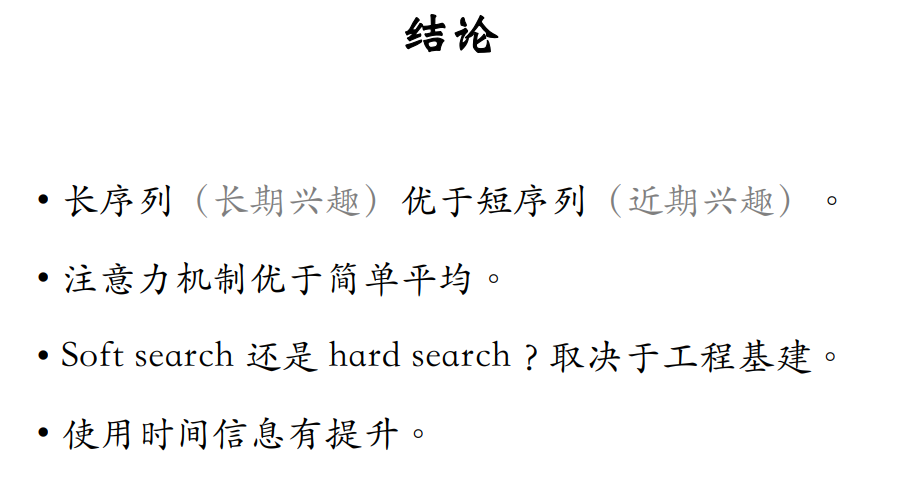 结论
• 长序列（长期兴趣）优于短序列（近期兴趣）。
• 注意力机制优于简单平均。
• Soft search 还是 hard search？取决于工程基建。
• 使用时间信息有提升。